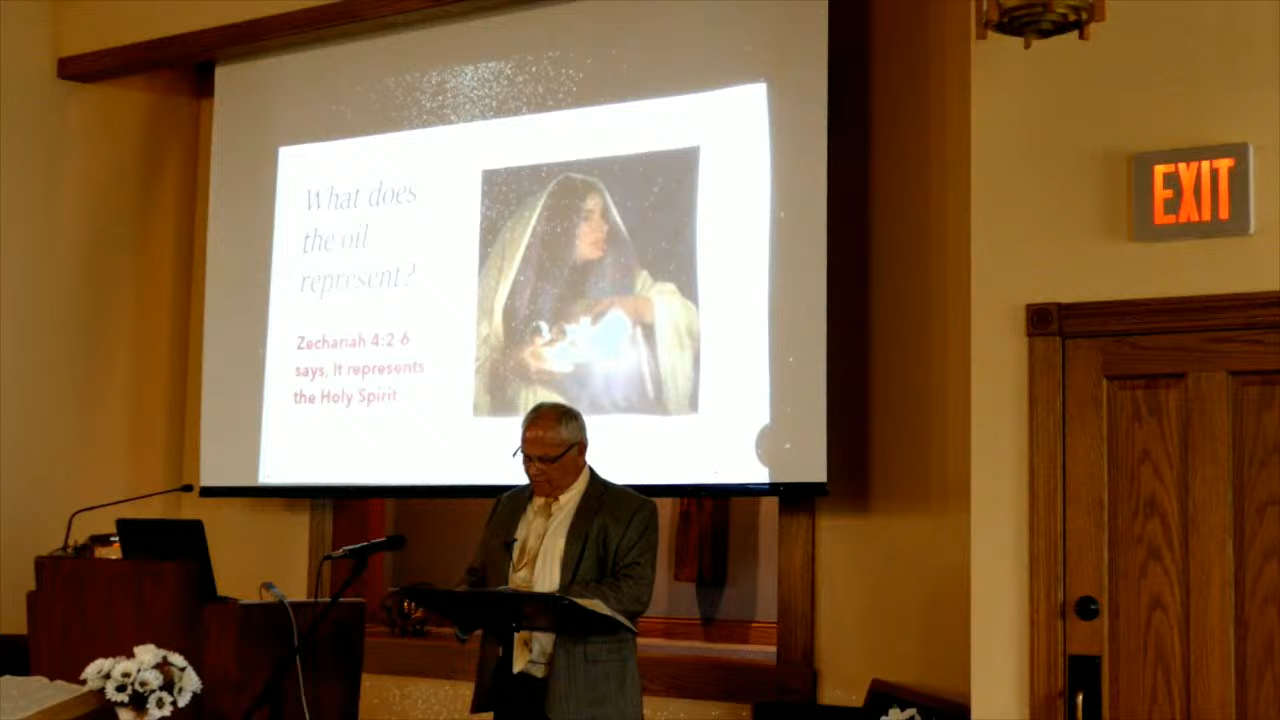 What does
the oil
represent?
Zechariah 4:2-6
says, It represents
the Holy Spirit
EXIT